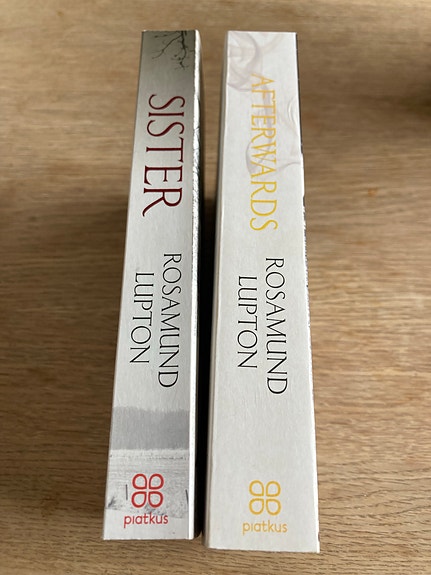 SISTER
ROSAMUND
LUPTON
piatkus
AFTERWARDS
ROSAMUND
LUPTON
piatkus